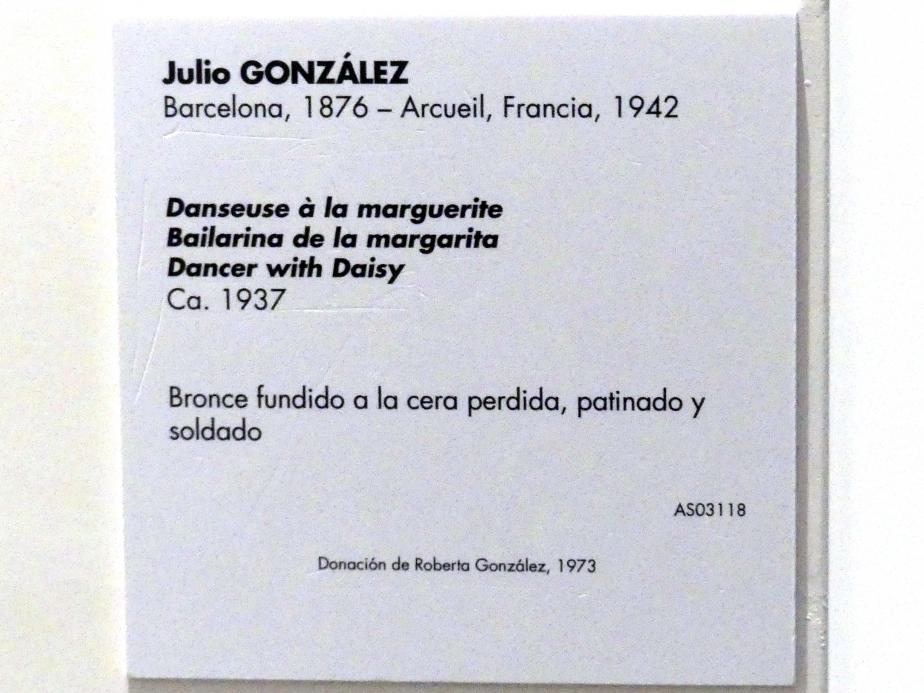 Julio GONZÁLEZ
Barcelona, 1876 – Arcueil, Francia, 1942
Danseuse à la marguerite
Bailarina de la margarita
Dancer with Daisy
Ca. 1937
Bronce fundido a la cera perdida, patinado y
soldado
AS03118
Donación de Roberta González, 1973